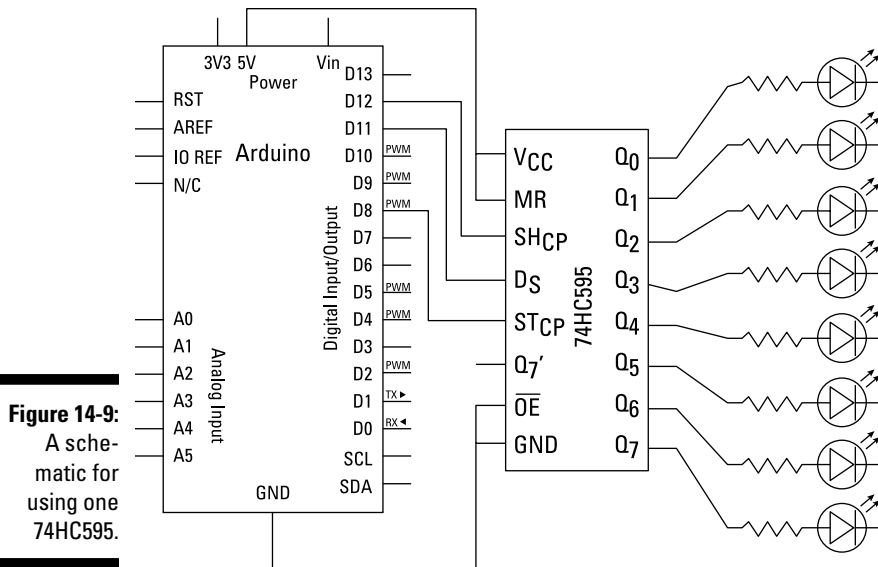 3V3 5V Vin
Power
RST
AREF
IO REF
N/C
Arduino
D13
D12
D11
D10 PWM
D9 PWM
D8 PWM
D7
D6
D5 PWM
D4 PWM
D3
D2 PWM
D1 TX ▶
D0 RX ◀
SCL
SDA
Digital Input/Output
A0
A1
A2
A3
A4
A5
Analog Input
GND
VCC
MR
SHCP
DS
STCP
Q7′
O̅E̅
GND
74HC595
Q0
Q1
Q2
Q3
Q4
Q5
Q6
Q7
Figure 14-9:
A sche-
matic for
using one
74HC595.